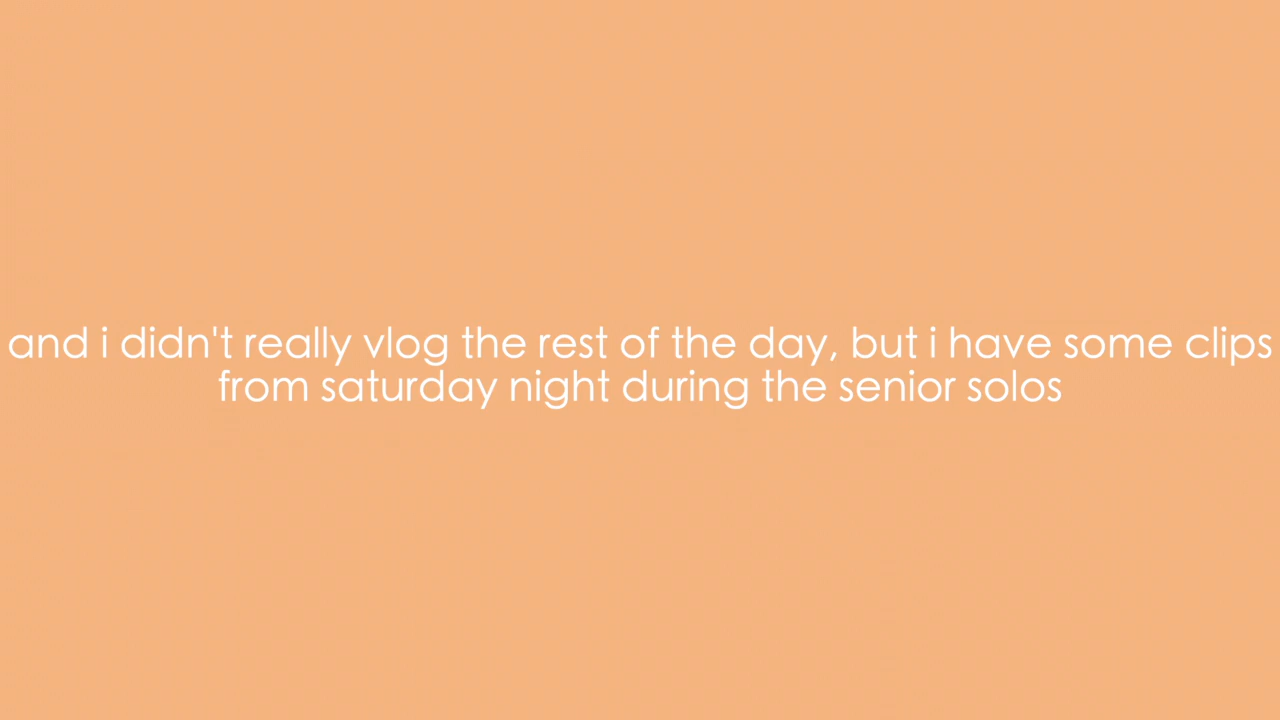 and i didn't really vlog the rest of the day, but i have some clips
from saturday night during the senior solos